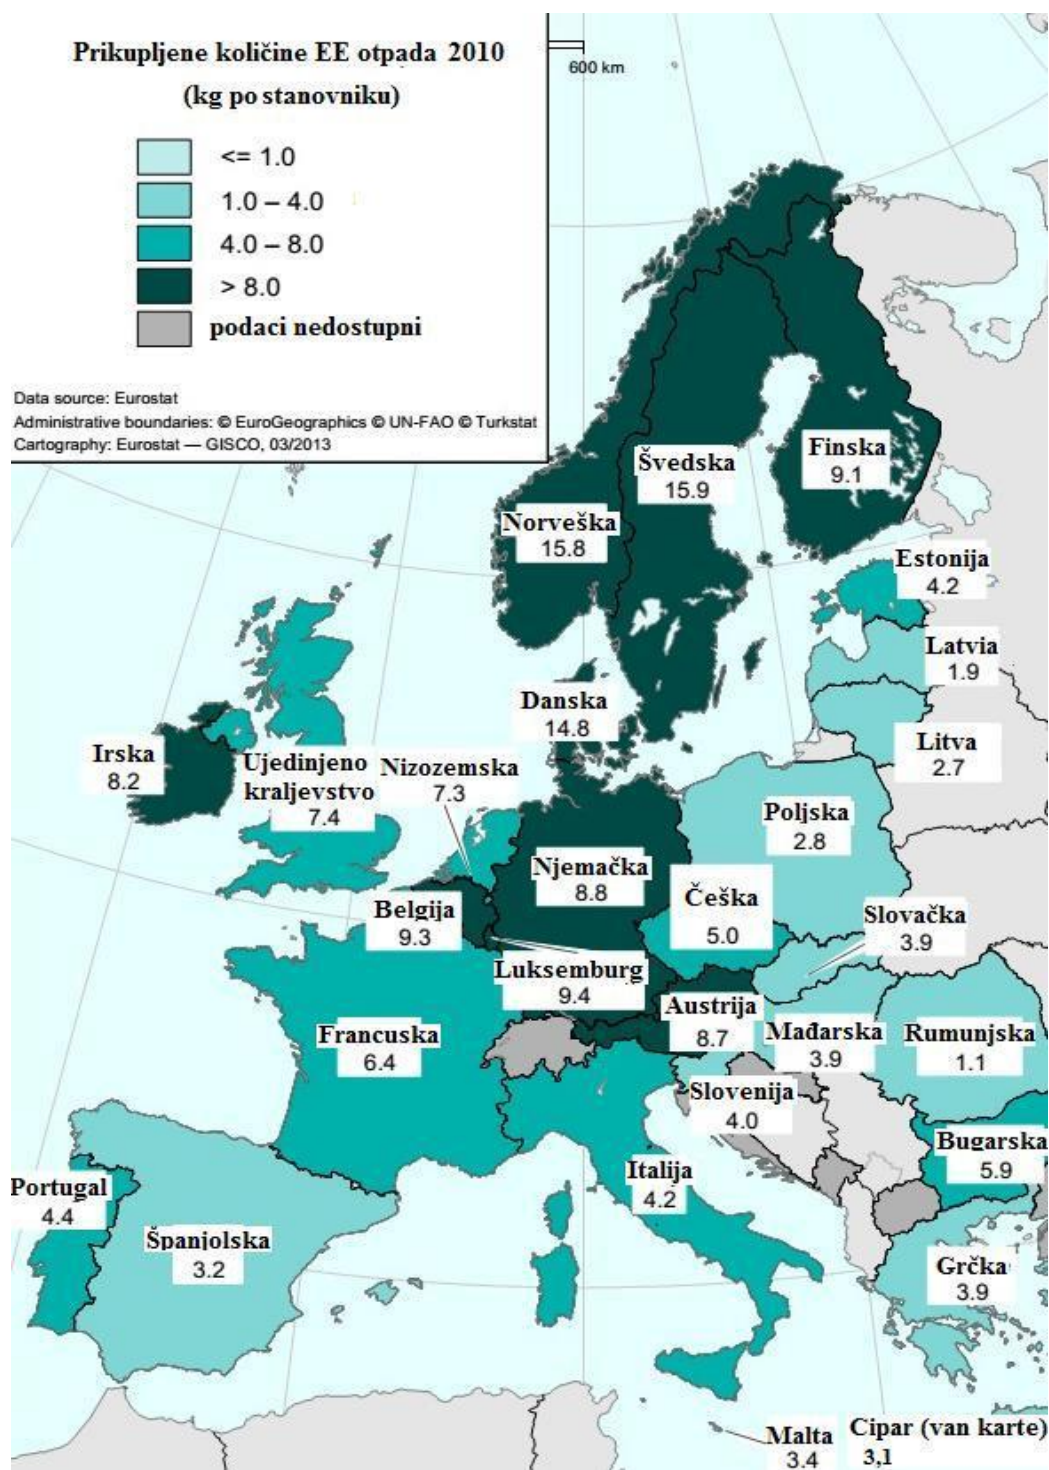 Prikupljene količine EE otpada 2010
(kg po stanovniku)
<= 1.0
1.0 – 4.0
4.0 – 8.0
> 8.0
podaci nedostupni
600 km
Data source: Eurostat
Administrative boundaries: © EuroGeographics © UN-FAO © Turkstat
Cartography: Eurostat — GISCO, 03/2013
Finska
9.1
Švedska
15.9
Norveška
15.8
Estonija
4.2
Latvia
1.9
Danska
14.8
Litva
2.7
Irska
8.2
Ujedinjeno
kraljevstvo
7.4
Nizozemska
7.3
Poljska
2.8
Njemačka
8.8
Češka
5.0
Slovačka
3.9
Belgija
9.3
Luksemburg
9.4
Austrija
8.7
Francuska
6.4
Mađarska
3.9
Rumunjska
1.1
Slovenija
4.0
Bugarska
5.9
Italija
4.2
Portugal
4.4
Španjolska
3.2
Grčka
3.9
Malta
3.4
Cipar (van karte)
3,1